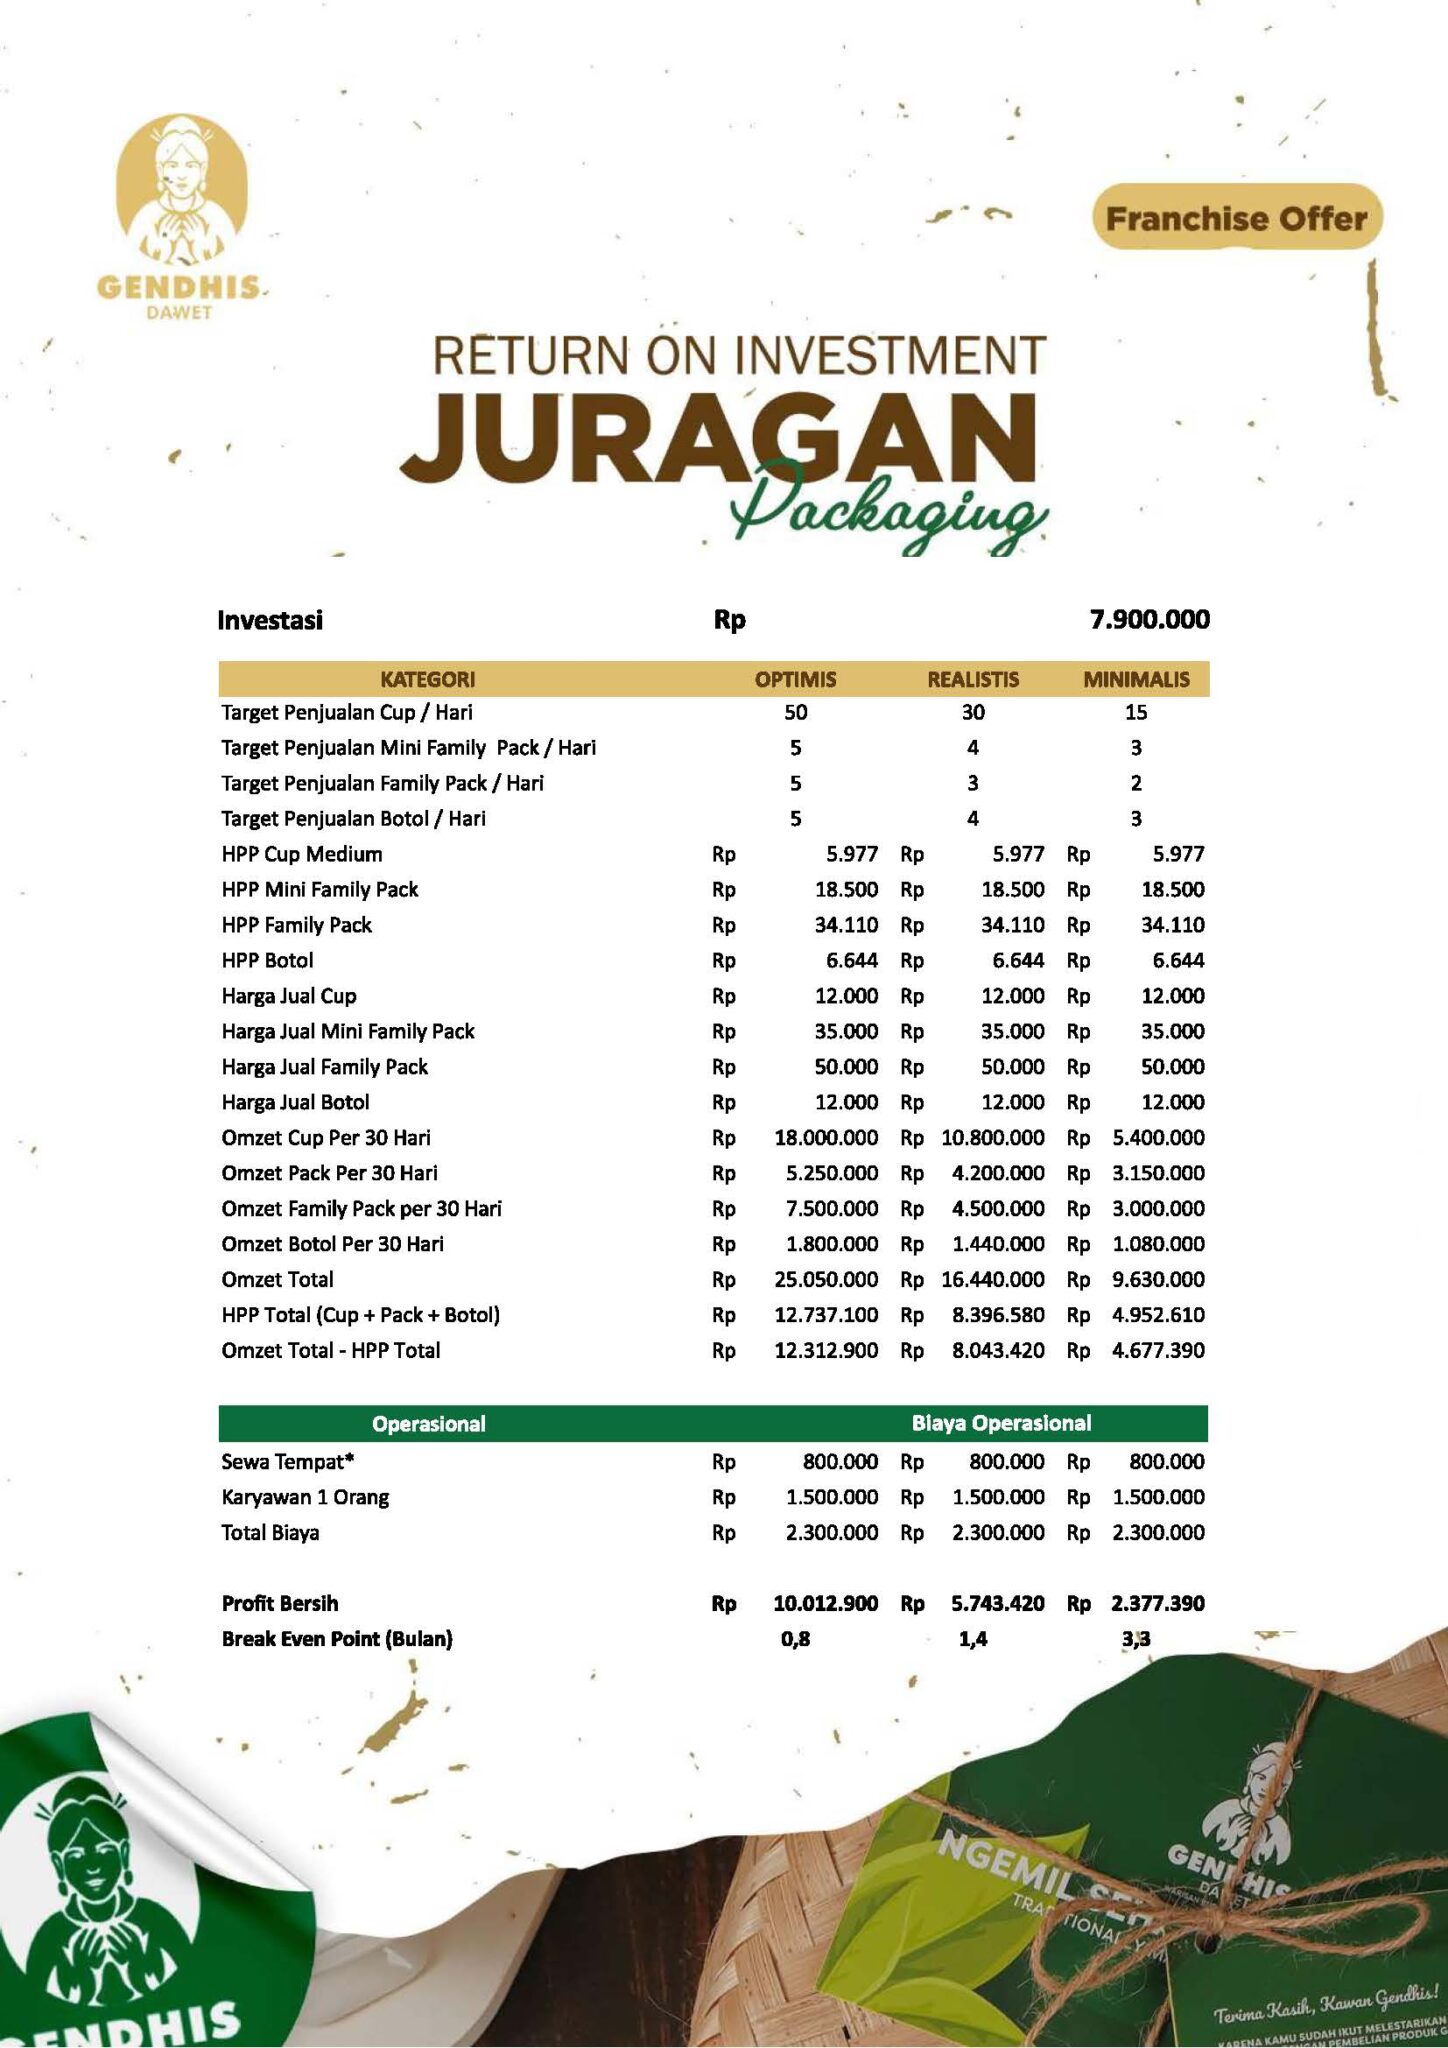 GENDHIS
DAWET
Franchise Offer
RETURN ON INVESTMENT
JURAGAN
Packaging
Investasi Rp 7.900.000
KATEGORI OPTIMIS REALISTIS MINIMALIS
Target Penjualan Cup / Hari 50 30 15
Target Penjualan Mini Family Pack / Hari 5 4 3
Target Penjualan Family Pack / Hari 5 3 2
Target Penjualan Botol / Hari 5 4 3
HPP Cup Medium Rp 5.977 Rp 5.977 Rp 5.977
HPP Mini Family Pack Rp 18.500 Rp 18.500 Rp 18.500
HPP Family Pack Rp 34.110 Rp 34.110 Rp 34.110
HPP Botol Rp 6.644 Rp 6.644 Rp 6.644
Harga Jual Cup Rp 12.000 Rp 12.000 Rp 12.000
Harga Jual Mini Family Pack Rp 35.000 Rp 35.000 Rp 35.000
Harga Jual Family Pack Rp 50.000 Rp 50.000 Rp 50.000
Harga Jual Botol Rp 12.000 Rp 12.000 Rp 12.000
Omzet Cup Per 30 Hari Rp 18.000.000 Rp 10.800.000 Rp 5.400.000
Omzet Pack Per 30 Hari Rp 5.250.000 Rp 4.200.000 Rp 3.150.000
Omzet Family Pack per 30 Hari Rp 7.500.000 Rp 4.500.000 Rp 3.000.000
Omzet Botol Per 30 Hari Rp 1.800.000 Rp 1.440.000 Rp 1.080.000
Omzet Total Rp 25.050.000 Rp 16.440.000 Rp 9.630.000
HPP Total (Cup + Pack + Botol) Rp 12.737.100 Rp 8.396.580 Rp 4.952.610
Omzet Total - HPP Total Rp 12.312.900 Rp 8.043.420 Rp 4.677.390
Operasional Biaya Operasional
Sewa Tempat* Rp 800.000 Rp 800.000 Rp 800.000
Karyawan 1 Orang Rp 1.500.000 Rp 1.500.000 Rp 1.500.000
Total Biaya Rp 2.300.000 Rp 2.300.000 Rp 2.300.000
Profit Bersih Rp 10.012.900 Rp 5.743.420 Rp 2.377.390
Break Even Point (Bulan) 0,8 1,4 3,3
GENDHIS
NGEMIL
GENDHIS
Terima Kasih, Kawan Gendhis!
KARENA KAMU SUDAH IKUT MELESTARIKAN
PEMBELIAN PRODUK